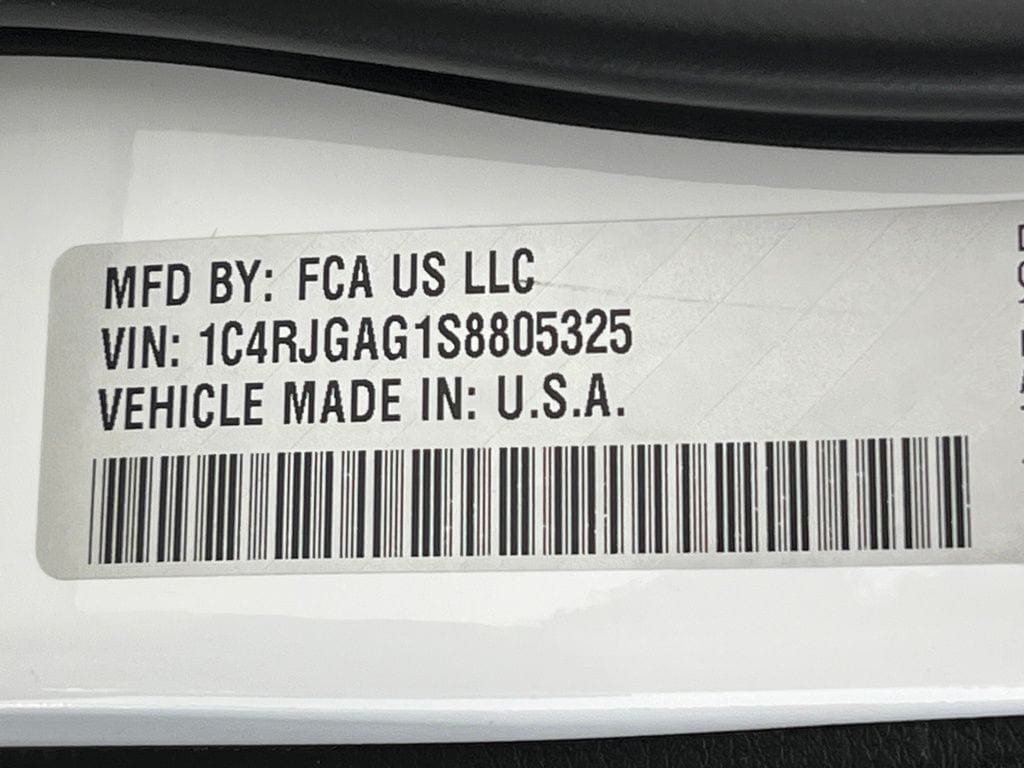 MFD BY: FCA US LLC
VIN: 1C4RJGAG1S8805325
VEHICLE MADE IN: U.S.A.